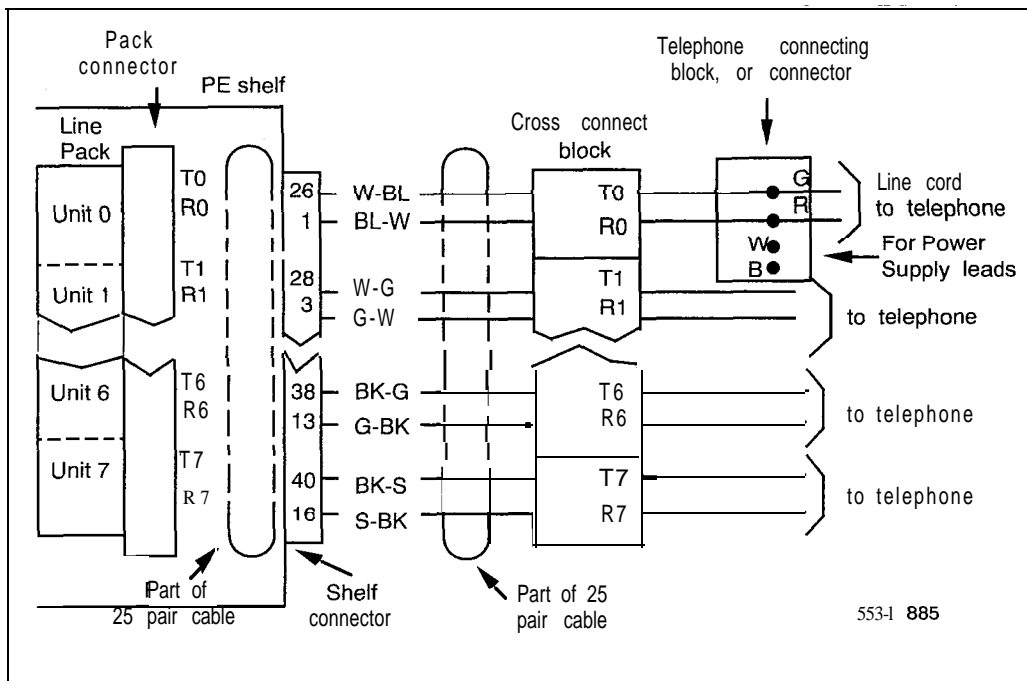 Pack
connector
PE shelf
Telephone connecting
block, or connector
Line
Pack
Cross connect
block
T0
R0
Unit 0
26
1
W-BL
BL-W
T0
R0
G
R
W
B
Line cord
to telephone
For Power
Supply leads
T1
R1
Unit 1
28
3
W-G
G-W
T1
R1
to telephone
Unit 6
T6
R6
38
13
BK-G
G-BK
T6
R6
to telephone
Unit 7
T7
R7
40
16
BK-S
S-BK
T7
R7
to telephone
Part of
25 pair cable
Shelf
connector
Part of 25
pair cable
553-l 885